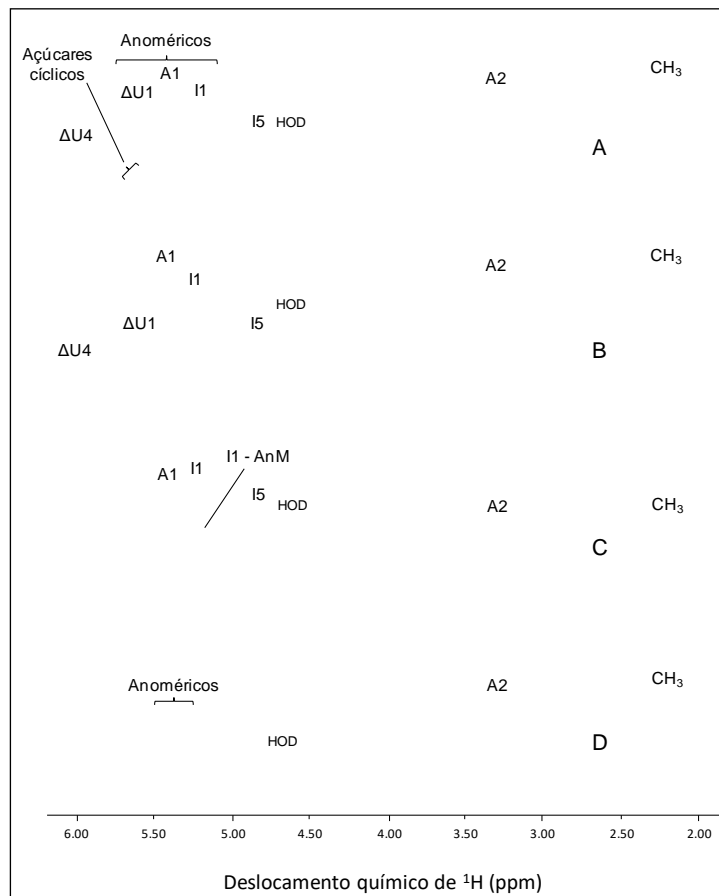 Anoméricos
Açúcares
cíclicos
ΔU1 A1 I1
A2
CH3
ΔU4
I5 HOD
A
A1
I1
A2
CH3
HOD
ΔU1
I5
ΔU4
B
I1 - AnM
A1 I1
I5
HOD
A2
CH3
C
Anoméricos
A2
CH3
HOD
D
6.00 5.50 5.00 4.50 4.00 3.50 3.00 2.50 2.00
Deslocamento químico de ¹H (ppm)